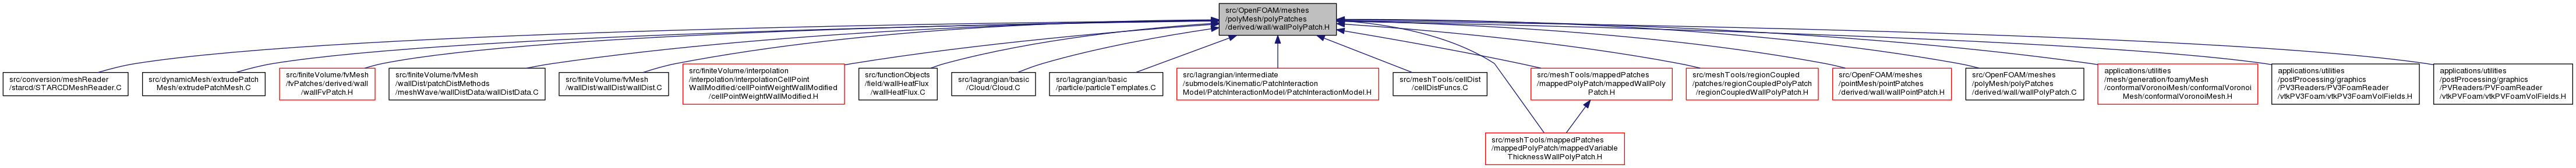 src/OpenFOAM/meshes
/polyMesh/polyPatches
/derived/wall/wallPolyPatch.H
src/conversion/meshReader
/starcd/STARCDMeshReader.C
src/dynamicMesh/extrudePatch
Mesh/extrudePatchMesh.C
src/finiteVolume/fvMesh
/fvPatches/derived/wall
/wallFvPatch.H
src/finiteVolume/fvMesh
/wallDist/patchDistMethods
/meshWave/wallDistData/wallDistData.C
src/finiteVolume/fvMesh
/wallDist/wallDist/wallDist.C
src/finiteVolume/interpolation
/interpolation/interpolationCellPoint
WallModified/cellPointWeightWallModified
/cellPointWeightWallModified.H
src/functionObjects
/field/wallHeatFlux
/wallHeatFlux.C
src/lagrangian/basic
/Cloud/Cloud.C
src/lagrangian/basic
/particle/particleTemplates.C
src/lagrangian/intermediate
/submodels/Kinematic/PatchInteraction
Model/PatchInteractionModel/PatchInteractionModel.H
src/meshTools/cellDist
/cellDistFuncs.C
src/meshTools/mappedPatches
/mappedPolyPatch/mappedWallPoly
Patch.H
src/meshTools/regionCoupled
/patches/regionCoupledPolyPatch
/regionCoupledWallPolyPatch.H
src/OpenFOAM/meshes
/pointMesh/pointPatches
/derived/wall/wallPointPatch.H
src/OpenFOAM/meshes
/polyMesh/polyPatches
/derived/wall/wallPolyPatch.C
applications/utilities
/mesh/generation/foamyMesh
/conformalVoronoiMesh/conformalVoronoi
Mesh/conformalVoronoiMesh.H
applications/utilities
/postProcessing/graphics
/PV3Readers/PV3FoamReader
/vtkPV3Foam/vtkPV3FoamVolFields.H
applications/utilities
/postProcessing/graphics
/PVReaders/PVFoamReader
/vtkPVFoam/vtkPVFoamVolFields.H
src/meshTools/mappedPatches
/mappedPolyPatch/mappedVariable
ThicknessWallPolyPatch.H